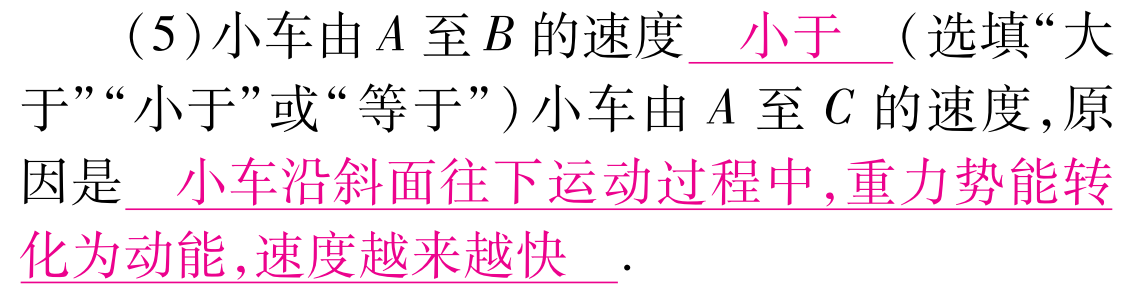 (5)小车由 A 至 B 的速度 小于 (选填“大
于”“小于”或“等于”)小车由 A 至 C 的速度,原
因是 小车沿斜面往下运动过程中,重力势能转
化为动能,速度越来越快 .